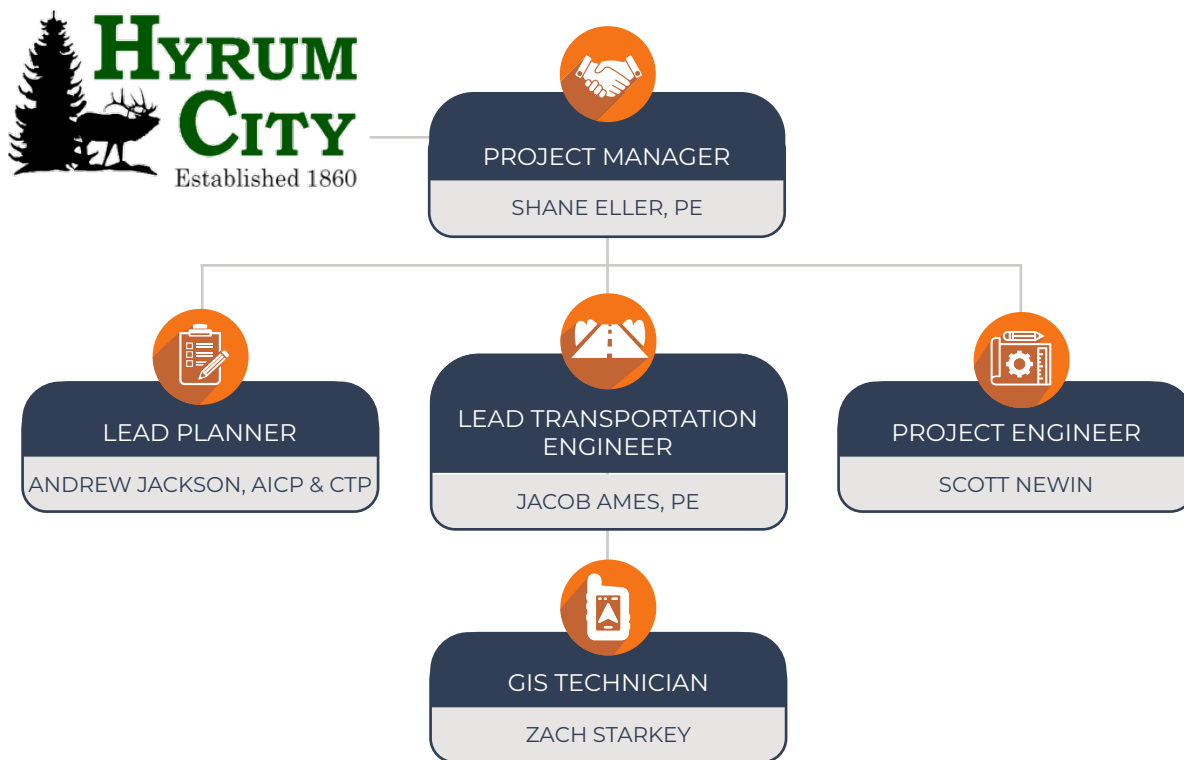 HYRUM
CITY
Established 1860
PROJECT MANAGER
SHANE ELLER, PE
LEAD PLANNER
ANDREW JACKSON, AICP & CTP
LEAD TRANSPORTATION
ENGINEER
JACOB AMES, PE
PROJECT ENGINEER
SCOTT NEWIN
GIS TECHNICIAN
ZACH STARKEY